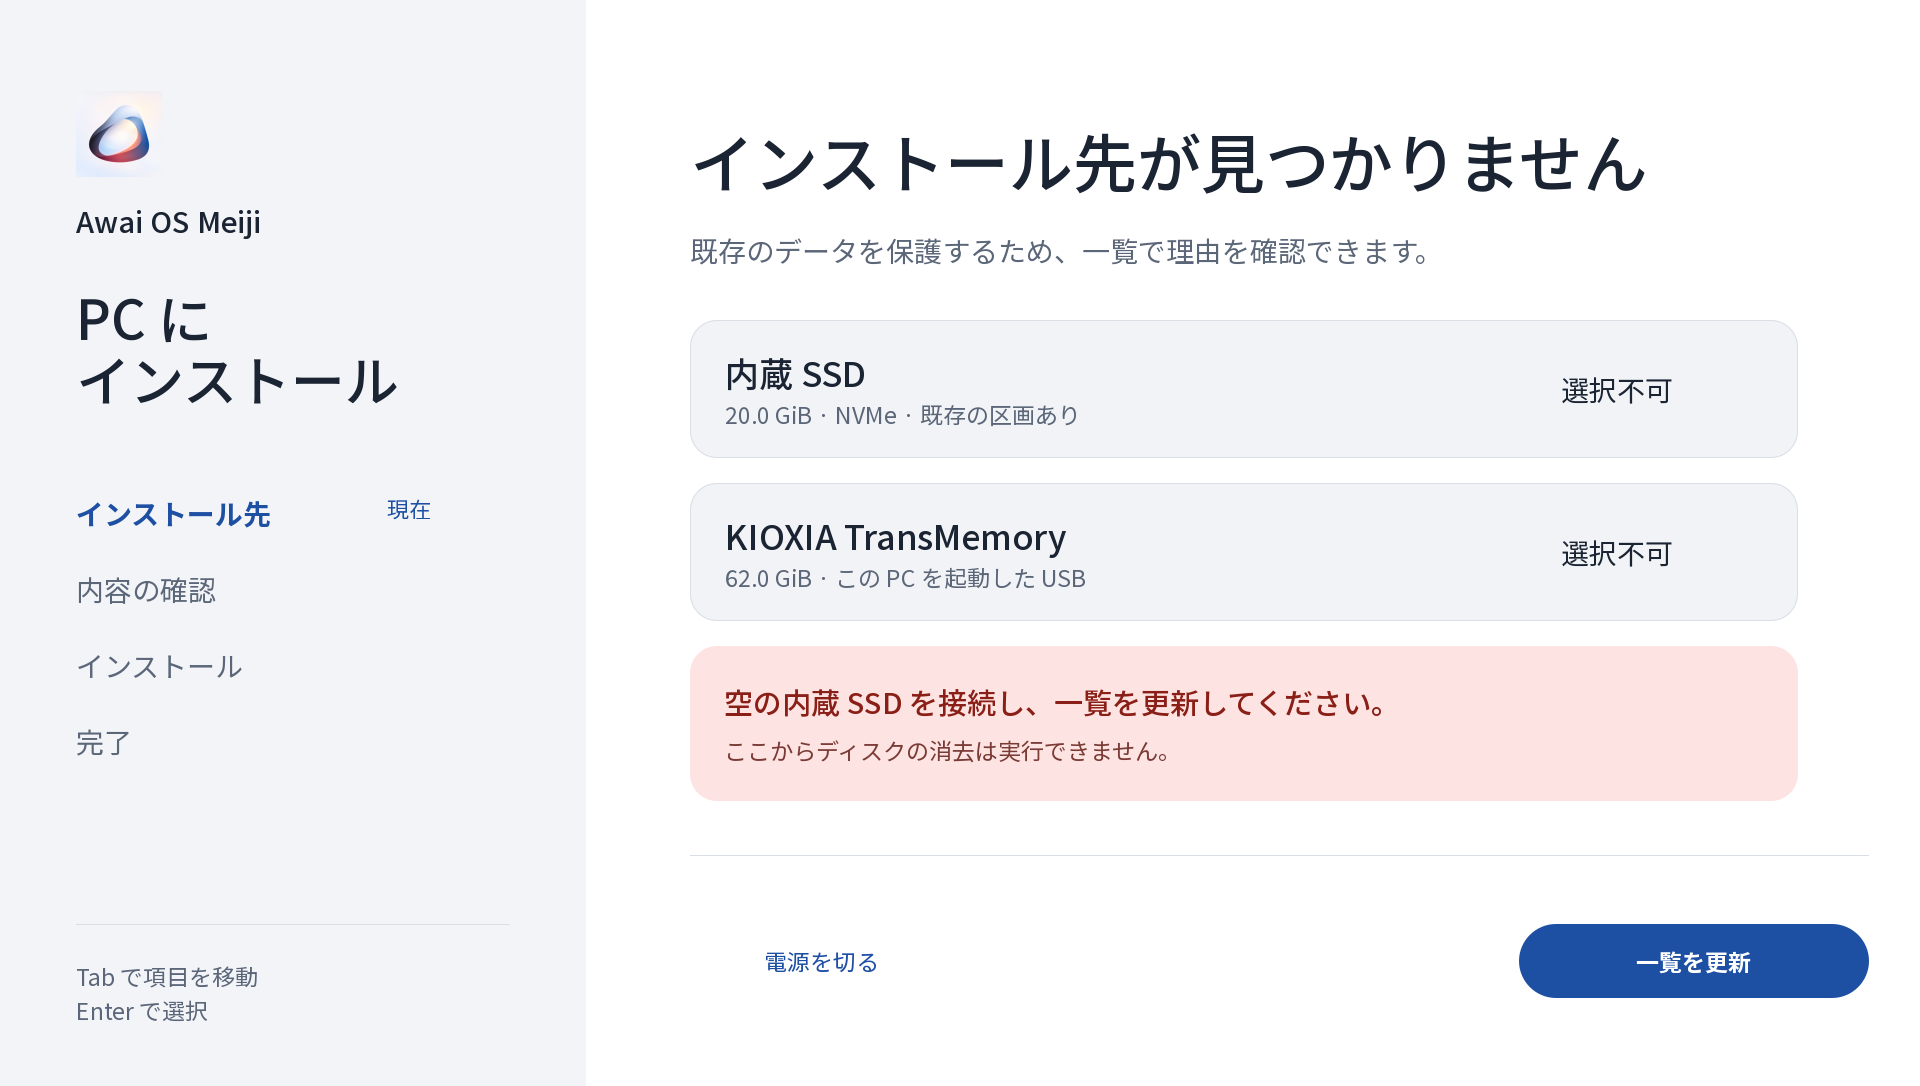 Awai OS Meiji
PC に
インストール
インストール先
現在
内容の確認
インストール
完了
Tab で項目を移動
Enter で選択
インストール先が見つかりません
既存のデータを保護するため、一覧で理由を確認できます。
内蔵 SSD
20.0 GiB · NVMe · 既存の区画あり
選択不可
KIOXIA TransMemory
62.0 GiB · この PC を起動した USB
選択不可
空の内蔵 SSD を接続し、一覧を更新してください。
ここからディスクの消去は実行できません。
電源を切る
一覧を更新